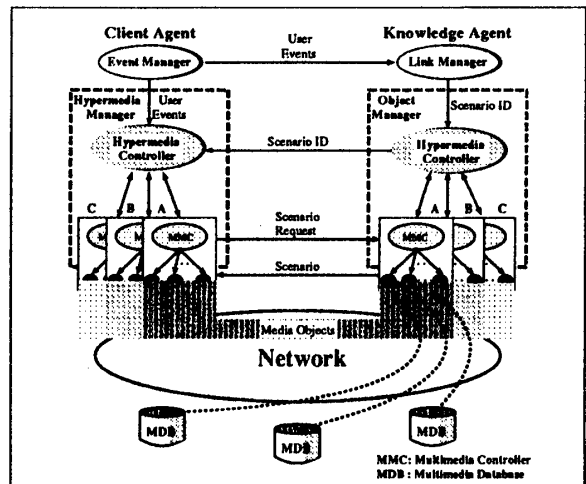 Client Agent
Knowledge Agent
Event Manager
User
Events
Link Manager
Hypermedia
Manager
User
Events
Object
Manager
Scenario ID
Hypermedia
Controller
Scenario ID
Hypermedia
Controller
C B A
A B C
MMC
Scenario
Request
MMC
Scenario
Media Objects
Network
MDB
MDB
MDB
MMC: Multimedia Controller
MDB : Multimedia Database